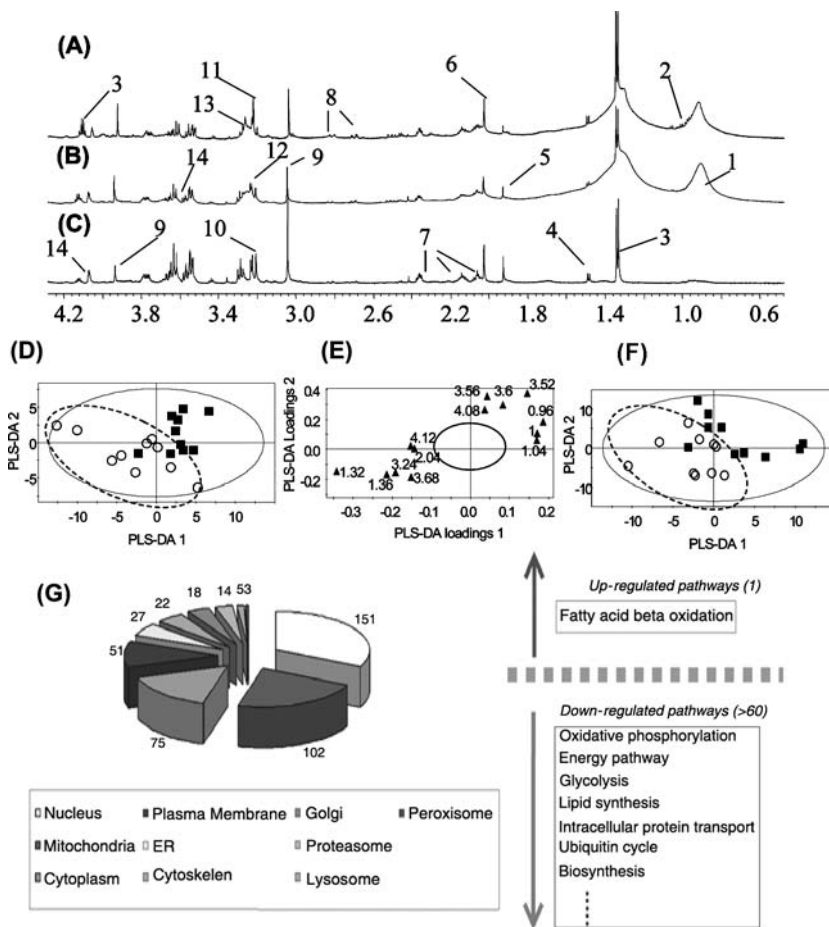 (A)
3
11
13
8
6
2
(B)
14
12
9
5
1
(C)
14
9
10
7
4
3
4.2 3.8 3.4 3.0 2.6 2.2 1.8 1.4 1.0 0.6
(D)
PLS-DA 2
5
0
-5
-10 -5 0 5 10
PLS-DA 1
(E)
PLS-DA Loadings 2
0.4
0.2
0.0
-0.2
3.56 3.6 3.52
4.08 0.96
4.12 1
2.04 1.04
1.32 3.24
1.36 3.68
-0.3 -0.2 -0.1 0.0 0.1 0.2
PLS-DA loadings 1
(F)
PLS-DA 2
10
0
-10
-10 -5 0 5 10
PLS-DA 1
(G)
27 22 18 14 53
151
51
75
102
Nucleus Plasma Membrane Golgi Peroxisome
Mitochondria ER Proteasome
Cytoplasm Cytoskelen Lysosome
Up-regulated pathways (1)
Fatty acid beta oxidation
Down-regulated pathways (>60)
Oxidative phosphorylation
Energy pathway
Glycolysis
Lipid synthesis
Intracellular protein transport
Ubiquitin cycle
Biosynthesis